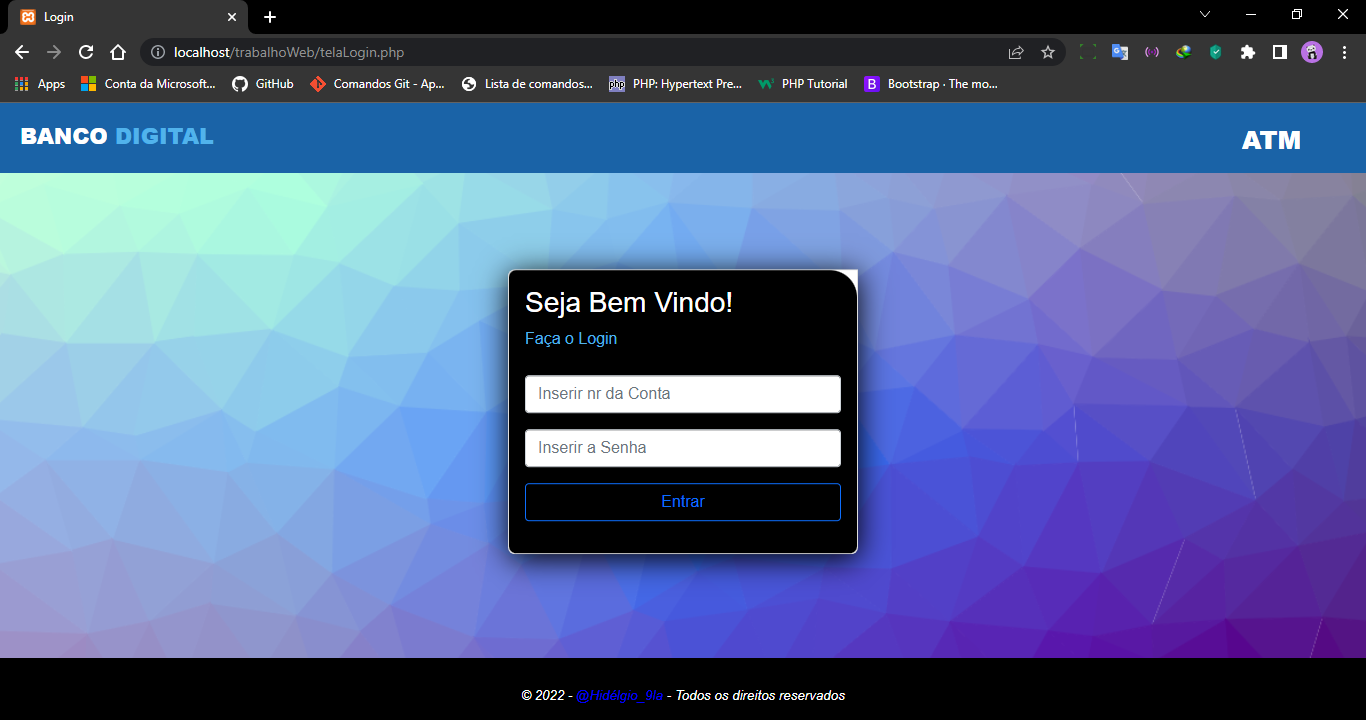 Login
localhost/trabalhoWeb/telaLogin.php
Apps Conta da Microsoft... GitHub Comandos Git - Ap... Lista de comandos... php PHP: Hypertext Pre... PHP Tutorial B Bootstrap · The mo...
BANCO DIGITAL ATM
Seja Bem Vindo!
Faça o Login
Inserir nr da Conta
Inserir a Senha
Entrar
© 2022 - @Hidélgio_9la - Todos os direitos reservados